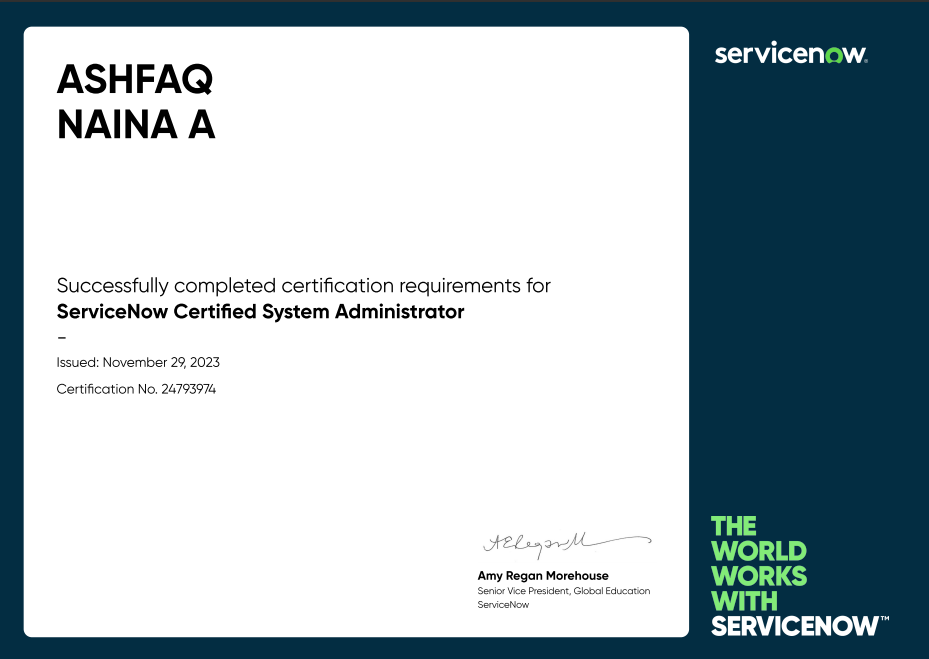 ASHFAQ
NAINA A
Successfully completed certification requirements for
ServiceNow Certified System Administrator
–
Issued: November 29, 2023
Certification No. 24793974
Amy Regan Morehouse
Senior Vice President, Global Education
ServiceNow
servicenow®
THE
WORLD
WORKS
WITH
SERVICENOW™